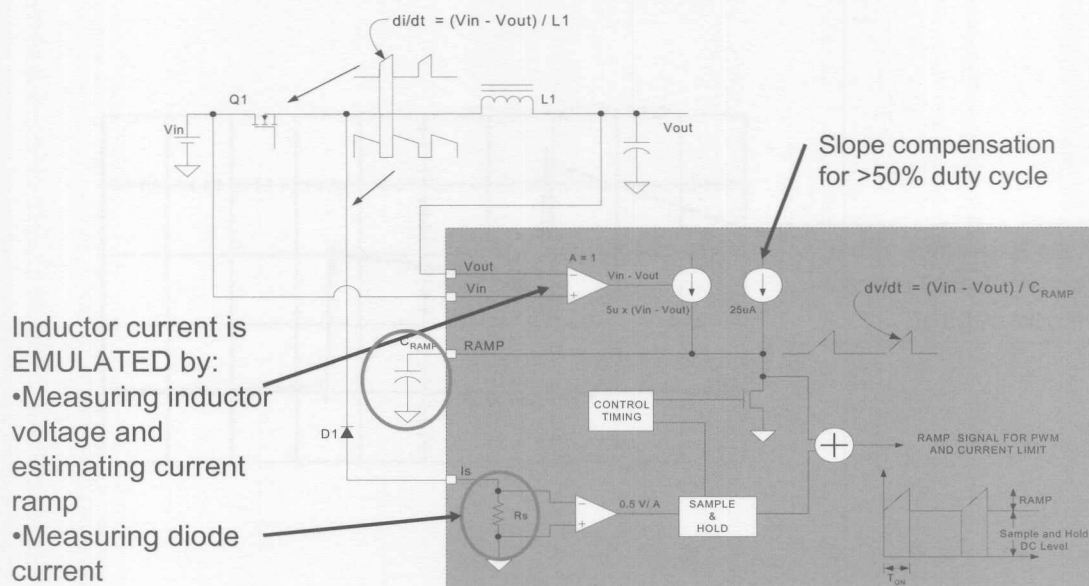 di/dt = (Vin - Vout) / L1
Q1
L1
Vin
Vout
Slope compensation
for >50% duty cycle
Vout
A = 1
Vin - Vout
Vin
5u x (Vin - Vout)
25uA
dv/dt = (Vin - Vout) / CRAMP
Inductor current is
EMULATED by:
•Measuring inductor
voltage and
estimating current
ramp
•Measuring diode
current
CRAMP
RAMP
CONTROL
TIMING
D1
RAMP SIGNAL FOR PWM
AND CURRENT LIMIT
Is
Rs
0.5 V/ A
SAMPLE
&
HOLD
RAMP
Sample and Hold
DC Level
TON